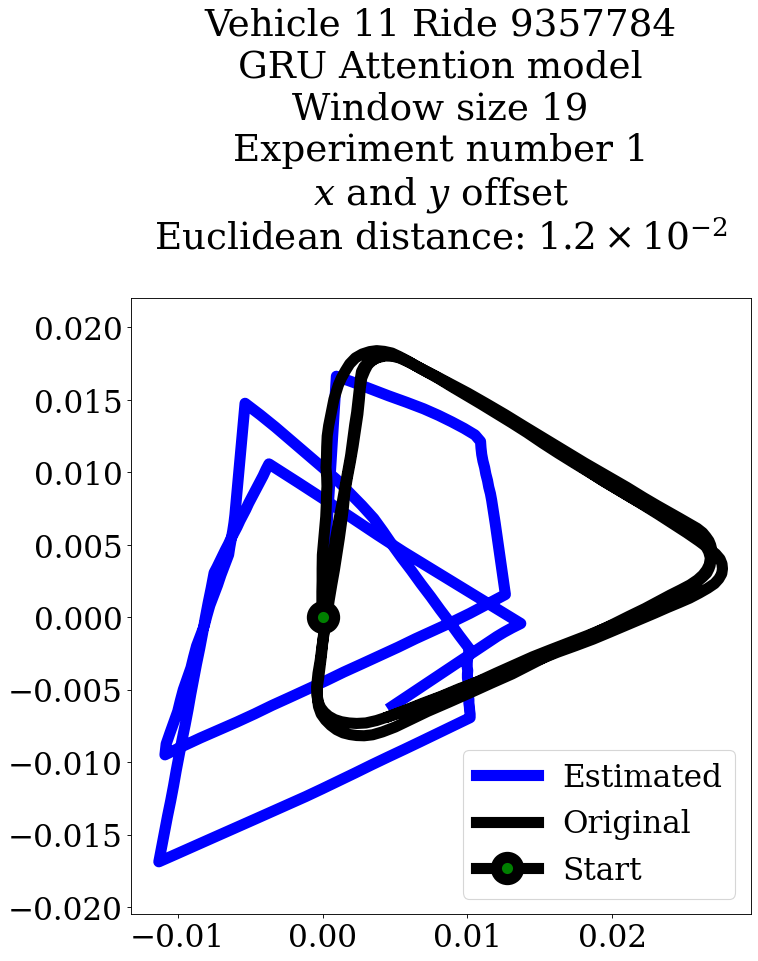 Vehicle 11 Ride 9357784
GRU Attention model
Window size 19
Experiment number 1
x and y offset
Euclidean distance: 1.2 × 10⁻²
0.020
0.015
0.010
0.005
0.000
−0.005
−0.010
−0.015
−0.020
−0.01 0.00 0.01 0.02
Estimated
Original
Start